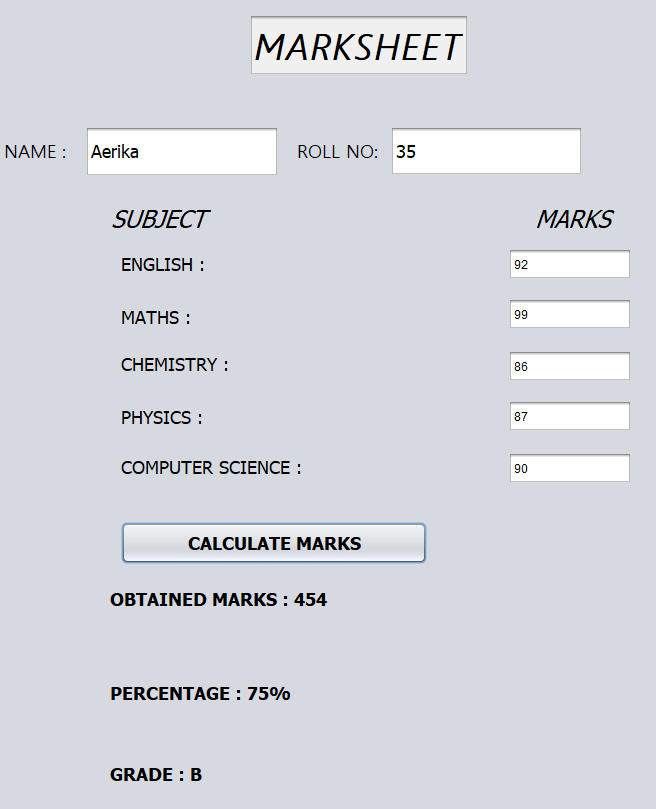 MARKSHEET
NAME : Aerika ROLL NO: 35
SUBJECT MARKS
ENGLISH : 92
MATHS : 99
CHEMISTRY : 86
PHYSICS : 87
COMPUTER SCIENCE : 90
CALCULATE MARKS
OBTAINED MARKS : 454
PERCENTAGE : 75%
GRADE : B